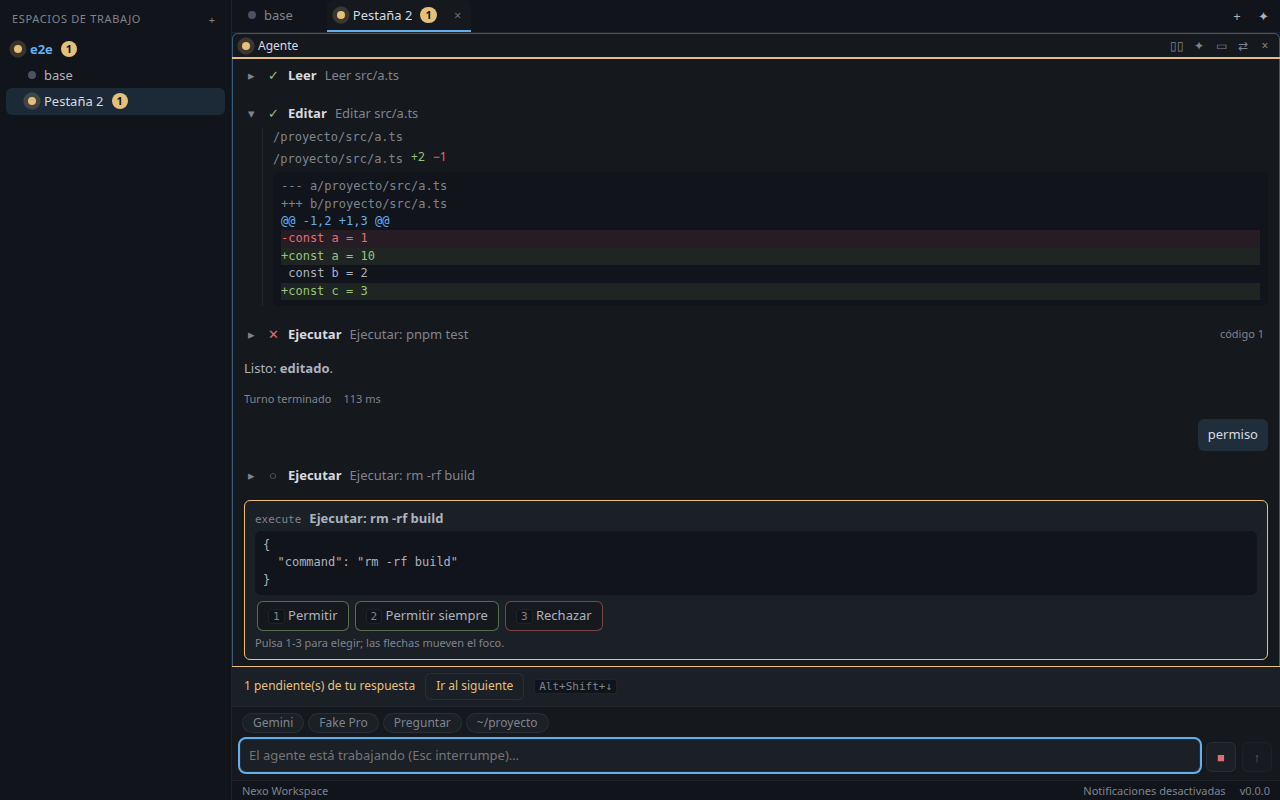 ESPACIOS DE TRABAJO +
e2e 1
base
Pestaña 2 1
base
Pestaña 2 1 ×
+ ✦
Agente
▸ ✓ Leer Leer src/a.ts
▾ ✓ Editar Editar src/a.ts
/proyecto/src/a.ts
/proyecto/src/a.ts +2 −1
--- a/proyecto/src/a.ts
+++ b/proyecto/src/a.ts
@@ -1,2 +1,3 @@
-const a = 1
+const a = 10
 const b = 2
+const c = 3
▸ ✕ Ejecutar Ejecutar: pnpm test código 1
Listo: editado.
Turno terminado 113 ms
permiso
▸ ○ Ejecutar Ejecutar: rm -rf build
execute Ejecutar: rm -rf build
{
  "command": "rm -rf build"
}
1 Permitir 2 Permitir siempre 3 Rechazar
Pulsa 1-3 para elegir; las flechas mueven el foco.
1 pendiente(s) de tu respuesta Ir al siguiente Alt+Shift+↓
Gemini Fake Pro Preguntar ~/proyecto
El agente está trabajando (Esc interrumpe)...
Nexo Workspace Notificaciones desactivadas v0.0.0